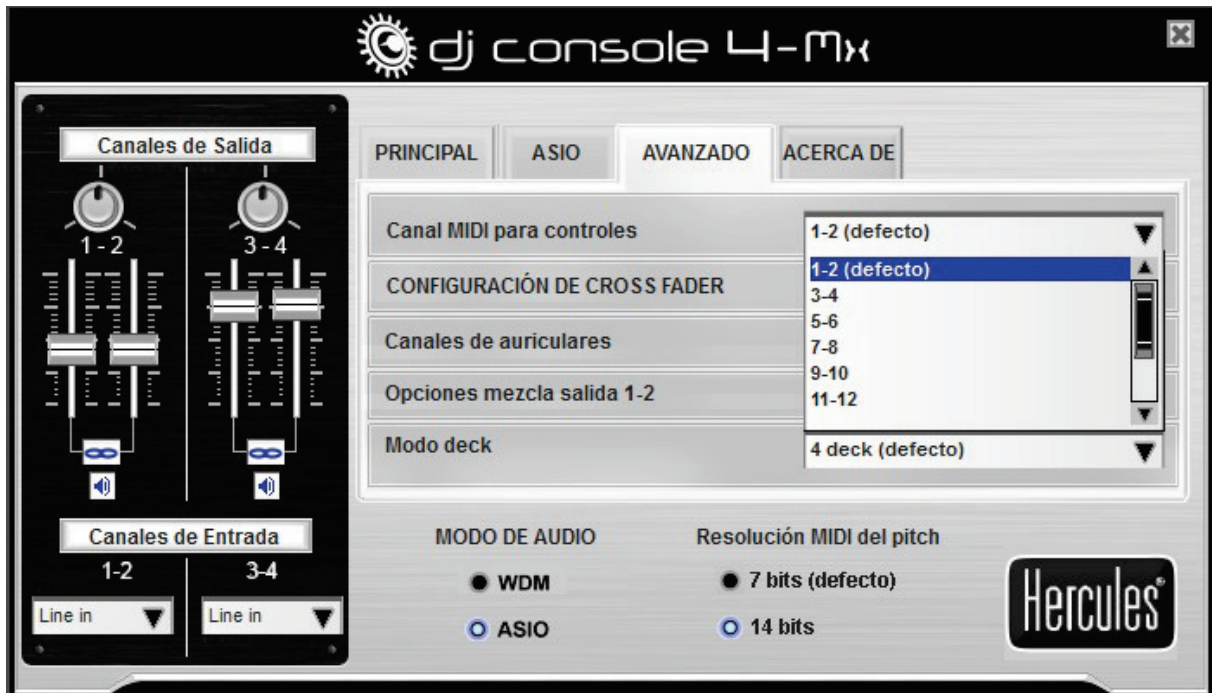 dj console 4-Mx
Canales de Salida
1 - 2
3 - 4
Canales de Entrada
1-2
3-4
Line in
Line in
PRINCIPAL
ASIO
AVANZADO
ACERCA DE
Canal MIDI para controles
1-2 (defecto)
1-2 (defecto)
3-4
5-6
7-8
9-10
11-12
CONFIGURACIÓN DE CROSS FADER
Canales de auriculares
Opciones mezcla salida 1-2
Modo deck
4 deck (defecto)
MODO DE AUDIO
WDM
ASIO
Resolución MIDI del pitch
7 bits (defecto)
14 bits
Hercules®